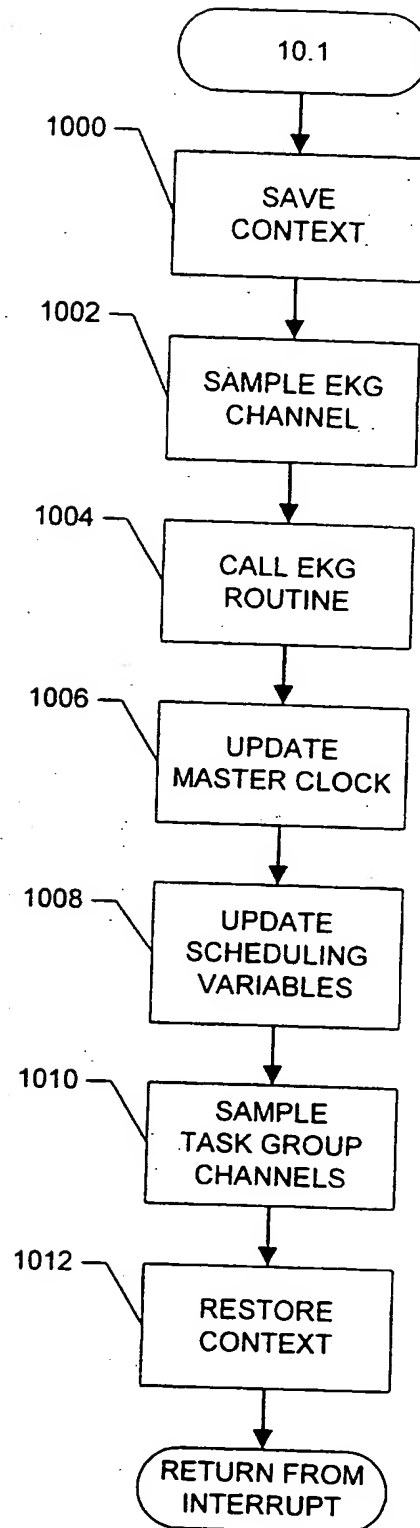 10.1
1000
SAVE
CONTEXT
1002
SAMPLE EKG
CHANNEL
1004
CALL EKG
ROUTINE
1006
UPDATE
MASTER CLOCK
1008
UPDATE
SCHEDULING
VARIABLES
1010
SAMPLE
TASK GROUP
CHANNELS
1012
RESTORE
CONTEXT
RETURN FROM
INTERRUPT